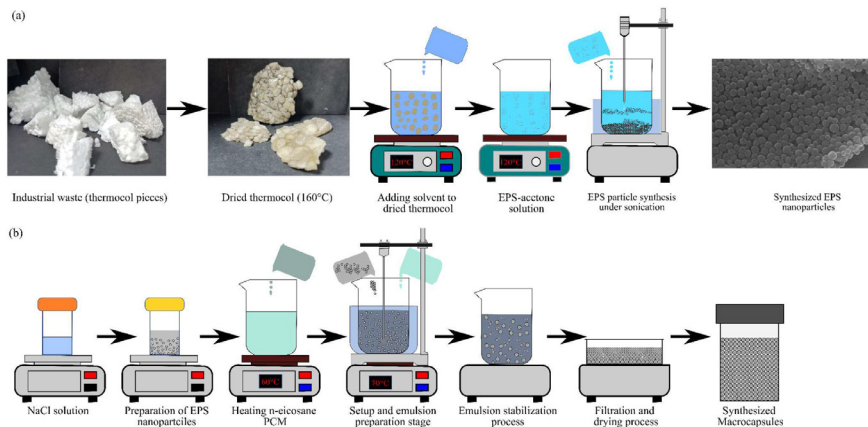 (a)
120°C
120°C
Industrial waste (thermocol pieces)
Dried thermocol (160°C)
Adding solvent to
dried thermocol
EPS-acetone
solution
EPS particle synthesis
under sonication
Synthesized EPS
nanoparticles
(b)
60°C
70°C
NaCl solution
Preparation of EPS
nanopartciles
Heating n-eicosane
PCM
Setup and emulsion
preparation stage
Emulsion stabilization
process
Filtration and
drying process
Synthesized
Macrocapsules